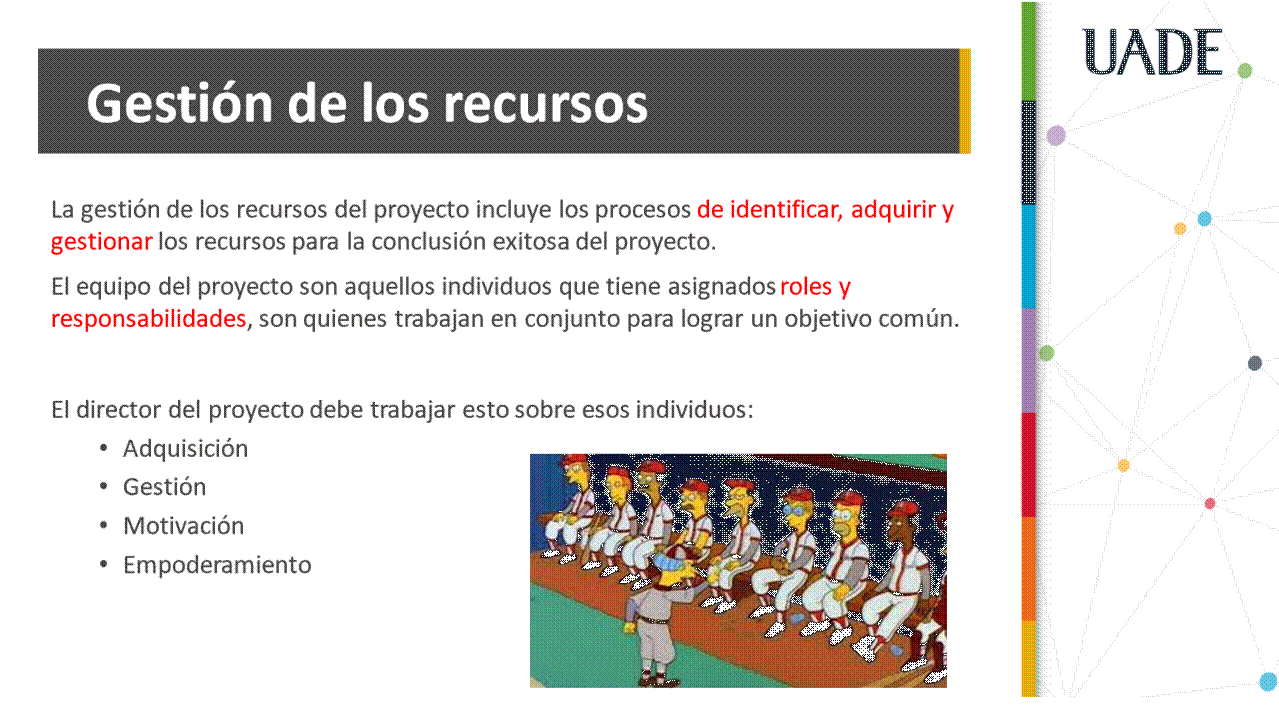 UADE
Gestión de los recursos
La gestión de los recursos del proyecto incluye los procesos de identificar, adquirir y
gestionar los recursos para la conclusión exitosa del proyecto.
El equipo del proyecto son aquellos individuos que tiene asignados roles y
responsabilidades, son quienes trabajan en conjunto para lograr un objetivo común.
El director del proyecto debe trabajar esto sobre esos individuos:
• Adquisición
• Gestión
• Motivación
• Empoderamiento